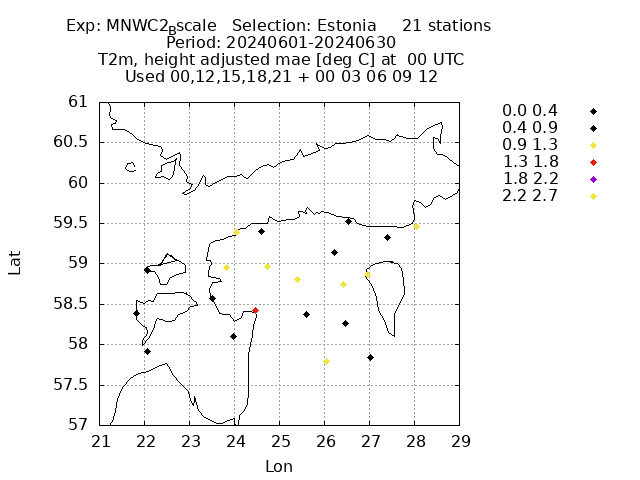 Exp: MNWC2Bscale   Selection: Estonia     21 stations
Period: 20240601-20240630
T2m, height adjusted mae [deg C] at  00 UTC
Used 00,12,15,18,21 + 00 03 06 09 12
0.0 0.4
0.4 0.9
0.9 1.3
1.3 1.8
1.8 2.2
2.2 2.7
61
60.5
60
59.5
59
58.5
58
57.5
57
Lat
21 22 23 24 25 26 27 28 29
Lon